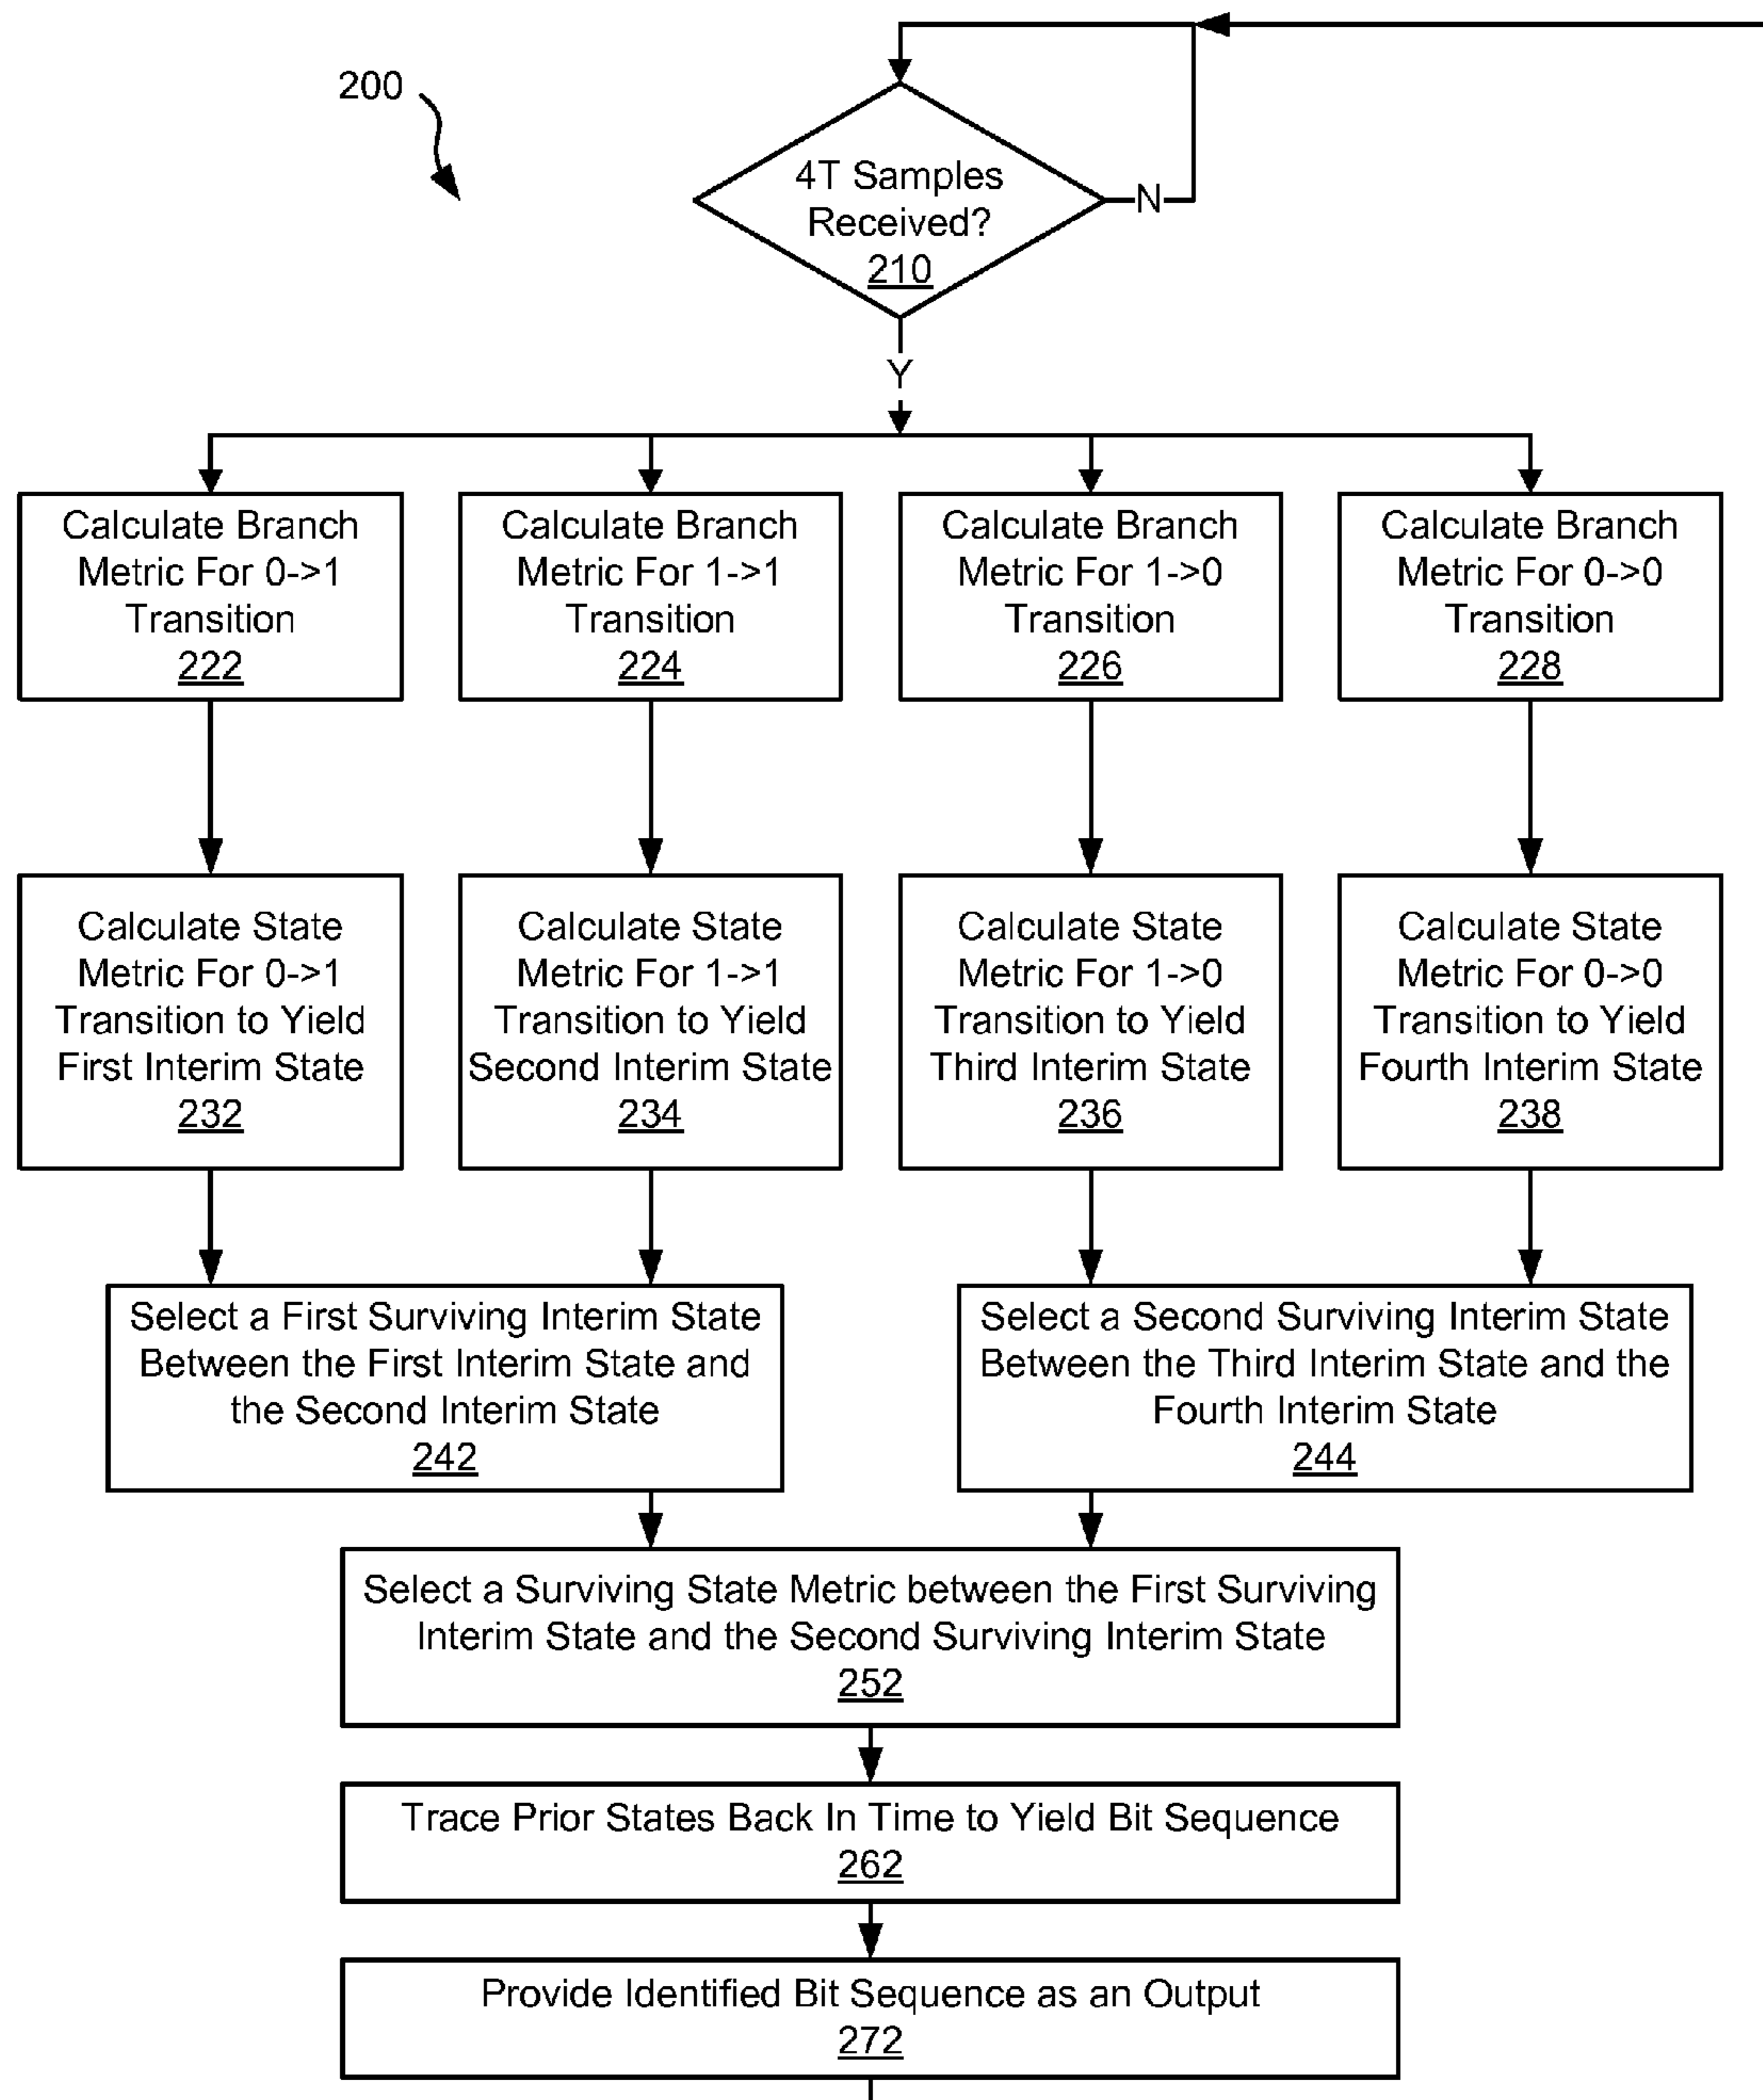 200
4T Samples
Received?
210
N
Y
Calculate Branch
Metric For 0->1
Transition
222
Calculate Branch
Metric For 1->1
Transition
224
Calculate Branch
Metric For 1->0
Transition
226
Calculate Branch
Metric For 0->0
Transition
228
Calculate State
Metric For 0->1
Transition to Yield
First Interim State
232
Calculate State
Metric For 1->1
Transition to Yield
Second Interim State
234
Calculate State
Metric For 1->0
Transition to Yield
Third Interim State
236
Calculate State
Metric For 0->0
Transition to Yield
Fourth Interim State
238
Select a First Surviving Interim State
Between the First Interim State and
the Second Interim State
242
Select a Second Surviving Interim State
Between the Third Interim State and the
Fourth Interim State
244
Select a Surviving State Metric between the First Surviving
Interim State and the Second Surviving Interim State
252
Trace Prior States Back In Time to Yield Bit Sequence
262
Provide Identified Bit Sequence as an Output
272